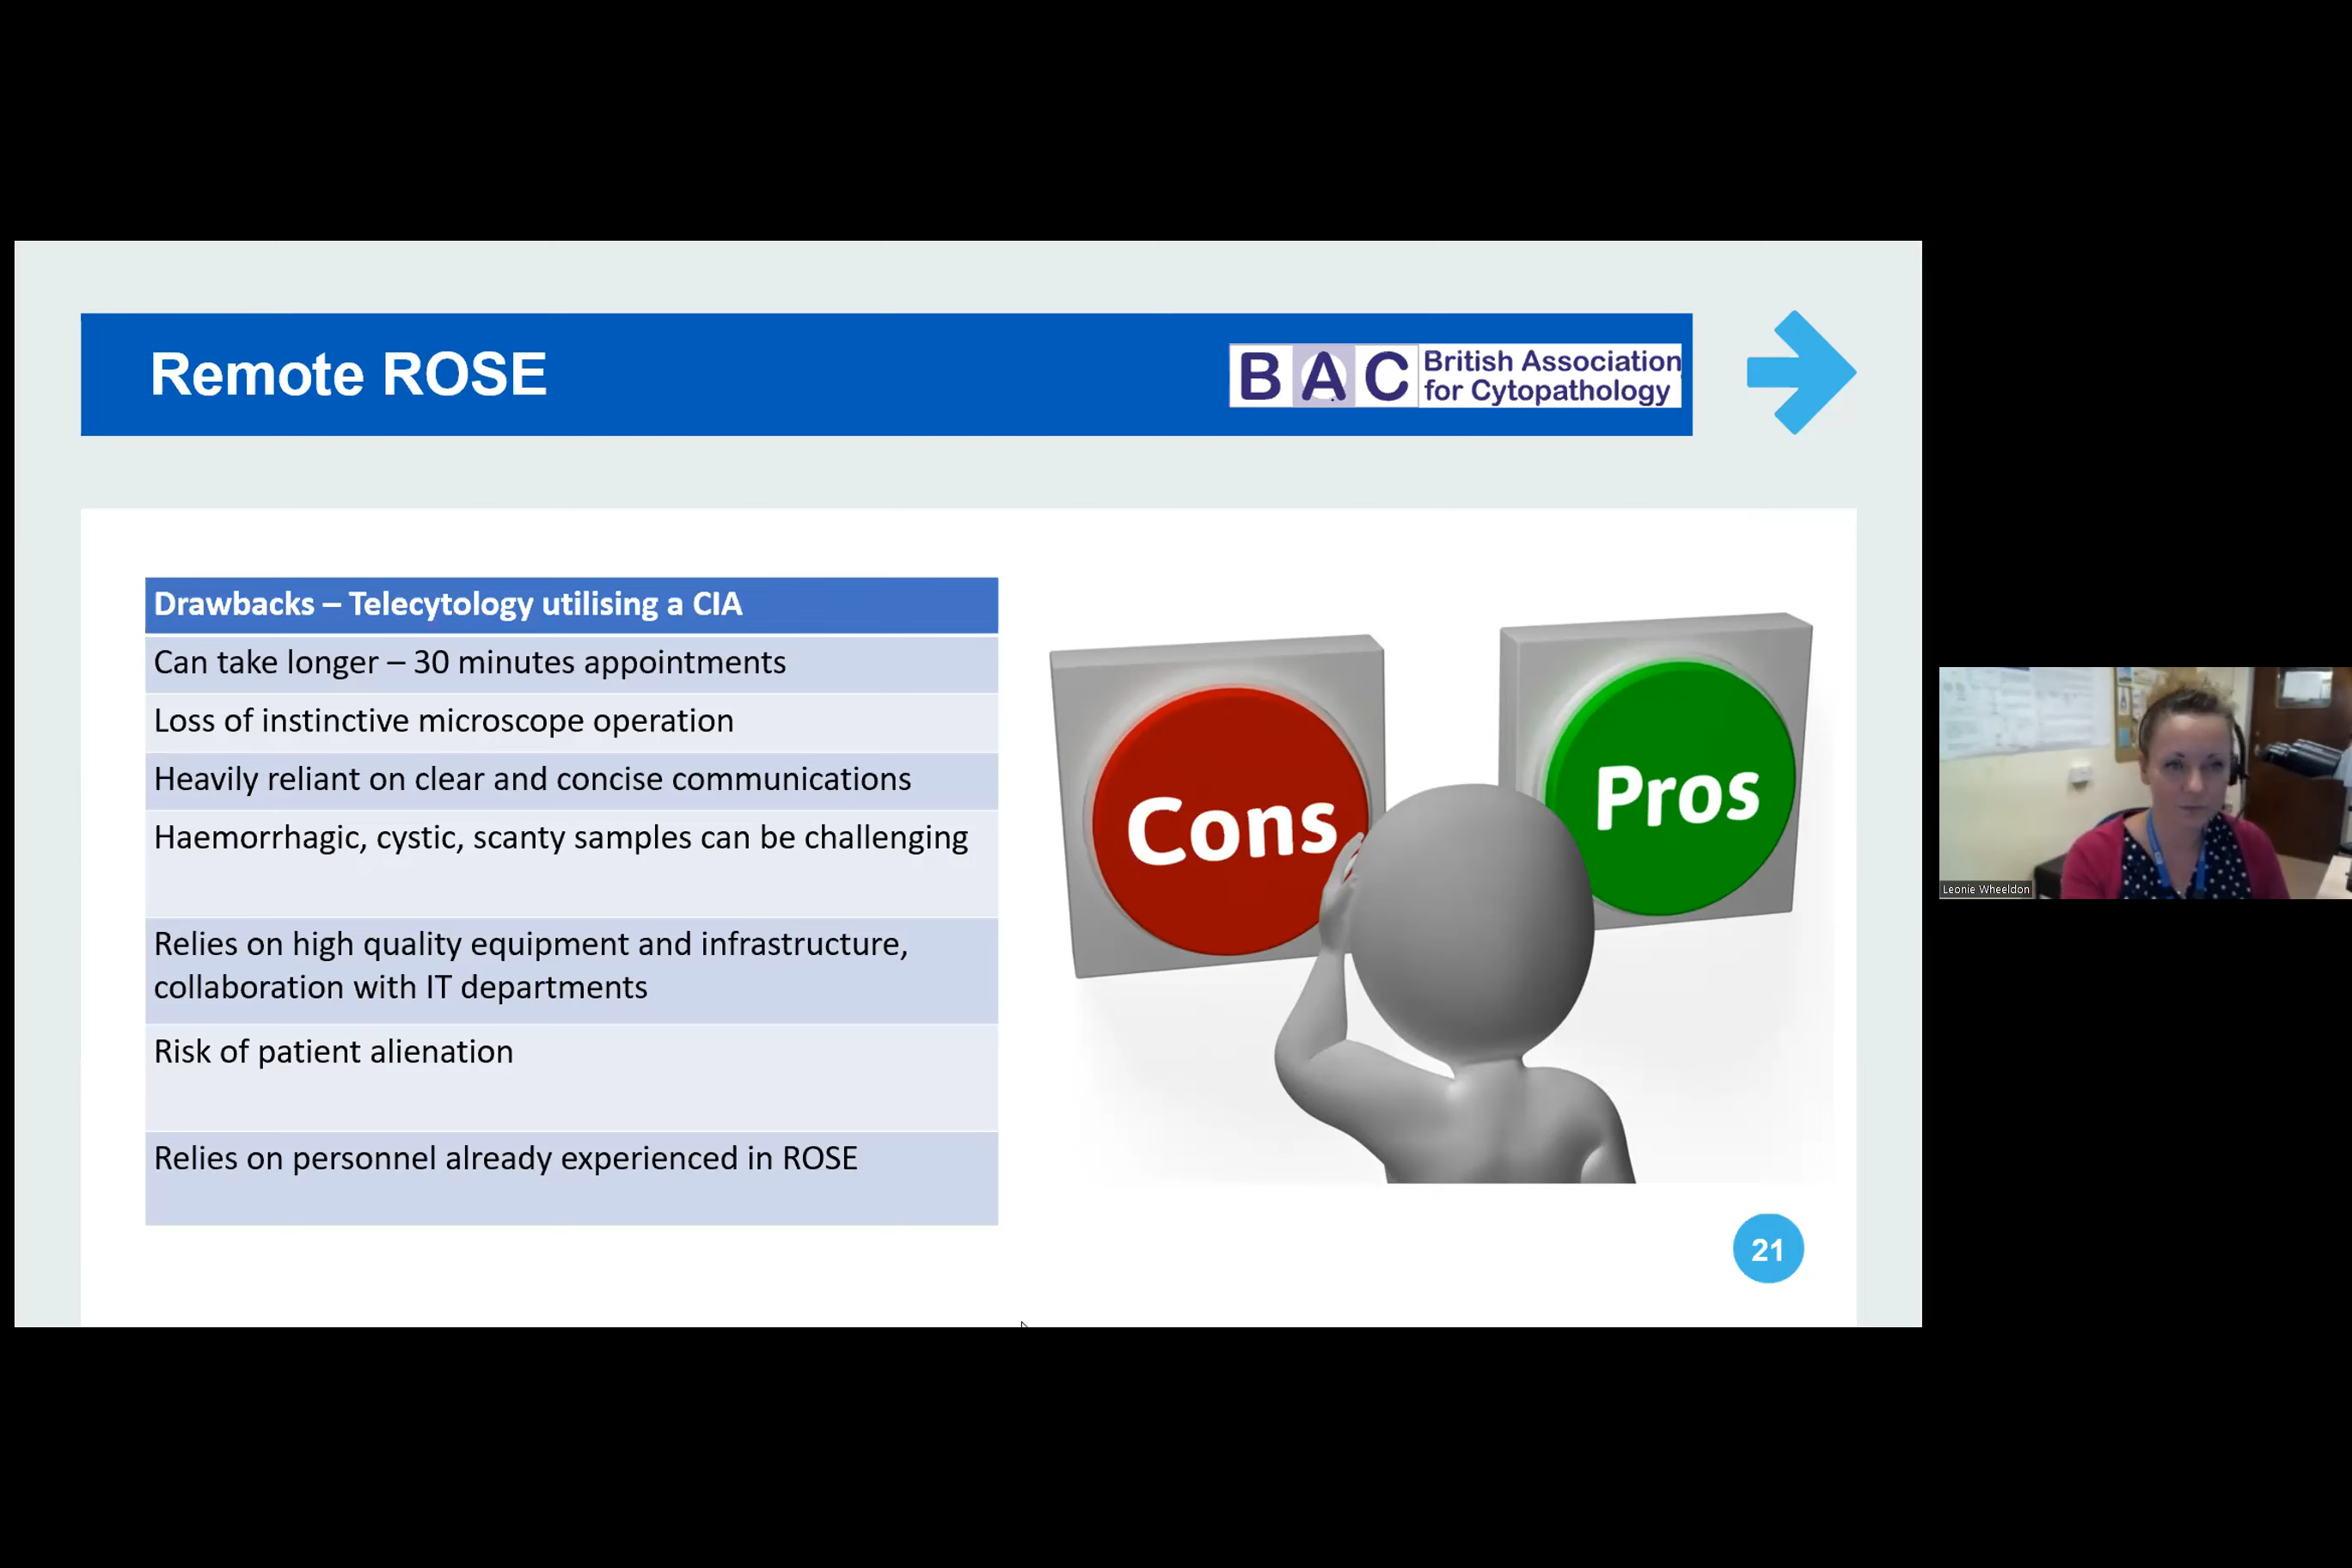 Remote ROSE
B A C
British Association
for Cytopathology
Drawbacks – Telecytology utilising a CIA
Can take longer – 30 minutes appointments
Loss of instinctive microscope operation
Heavily reliant on clear and concise communications
Haemorrhagic, cystic, scanty samples can be challenging
Relies on high quality equipment and infrastructure,
collaboration with IT departments
Risk of patient alienation
Relies on personnel already experienced in ROSE
Cons
Pros
21
Leonie Wheeldon